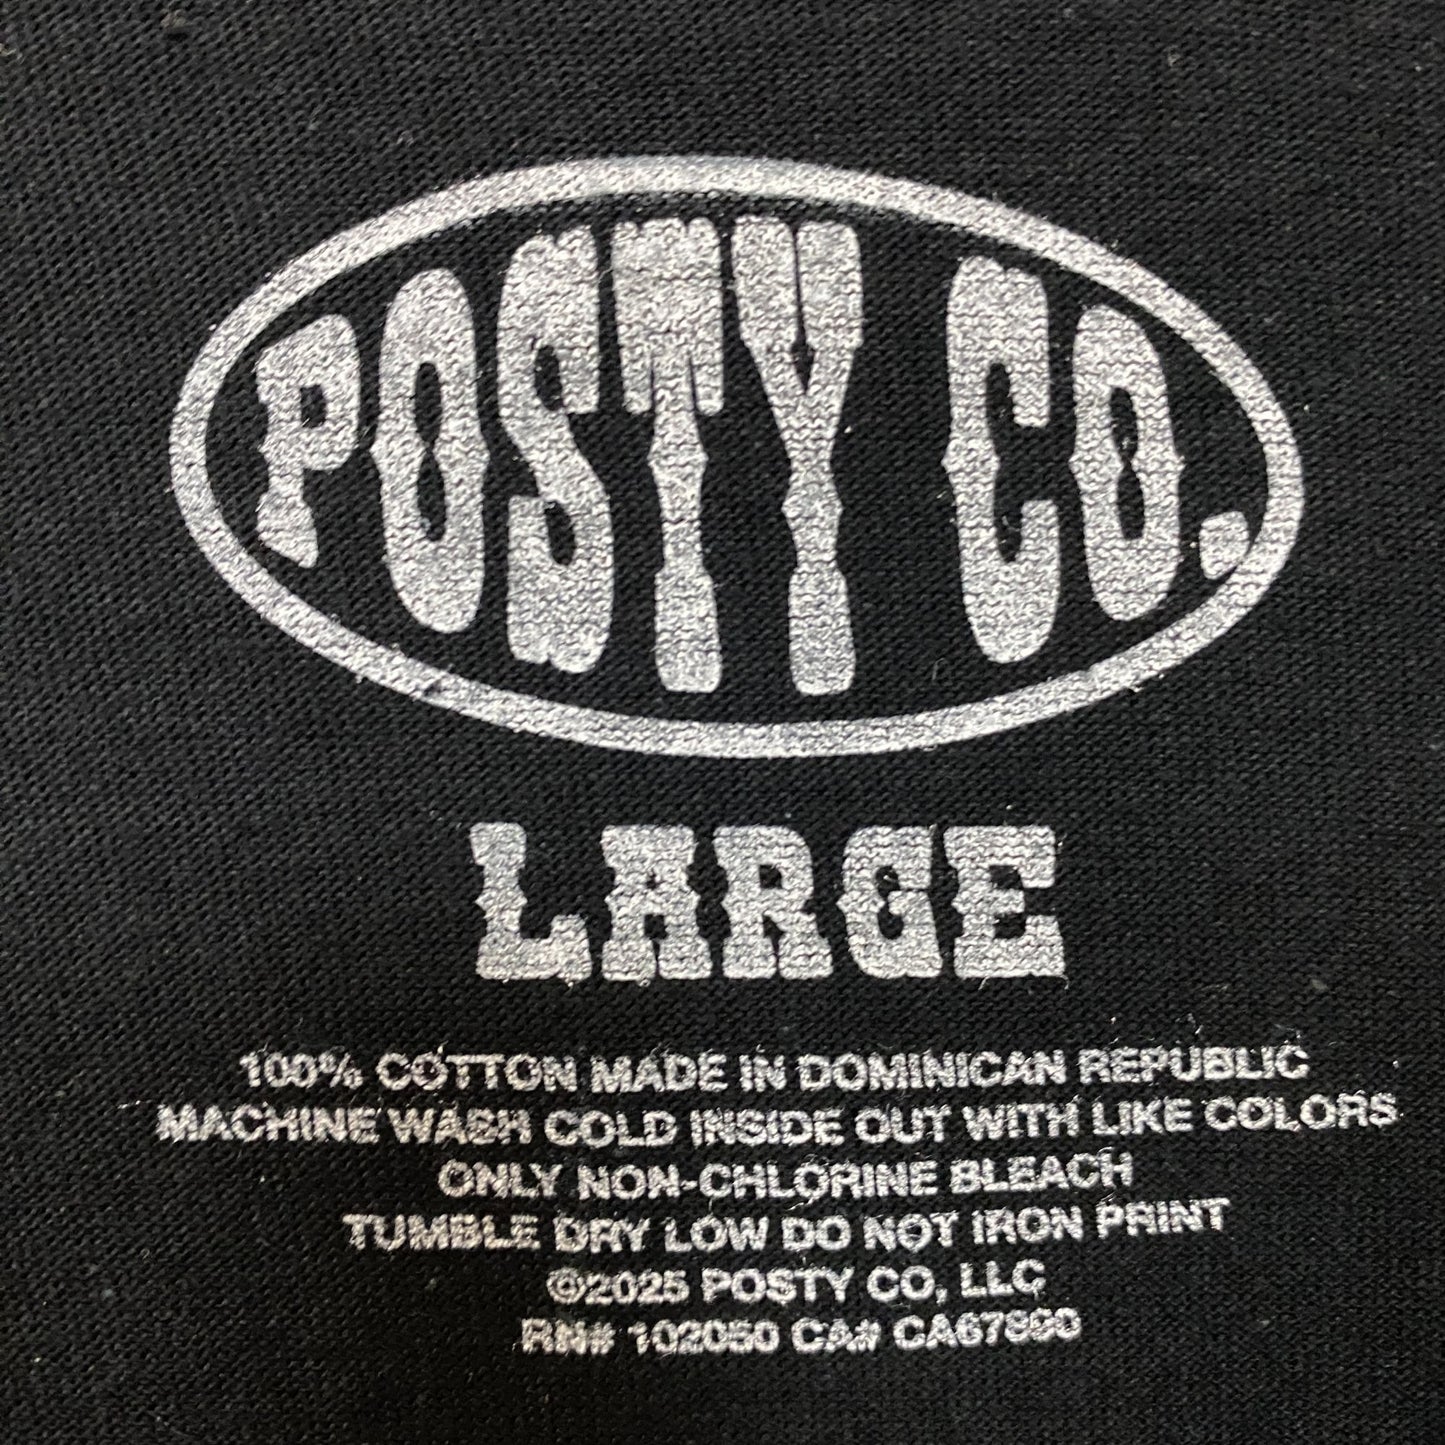 POSTY CO.
LARGE
100% COTTON MADE IN DOMINICAN REPUBLIC
MACHINE WASH COLD INSIDE OUT WITH LIKE COLORS
ONLY NON-CHLORINE BLEACH
TUMBLE DRY LOW DO NOT IRON PRINT
©2025 POSTY CO, LLC
RN# 102050 CA#